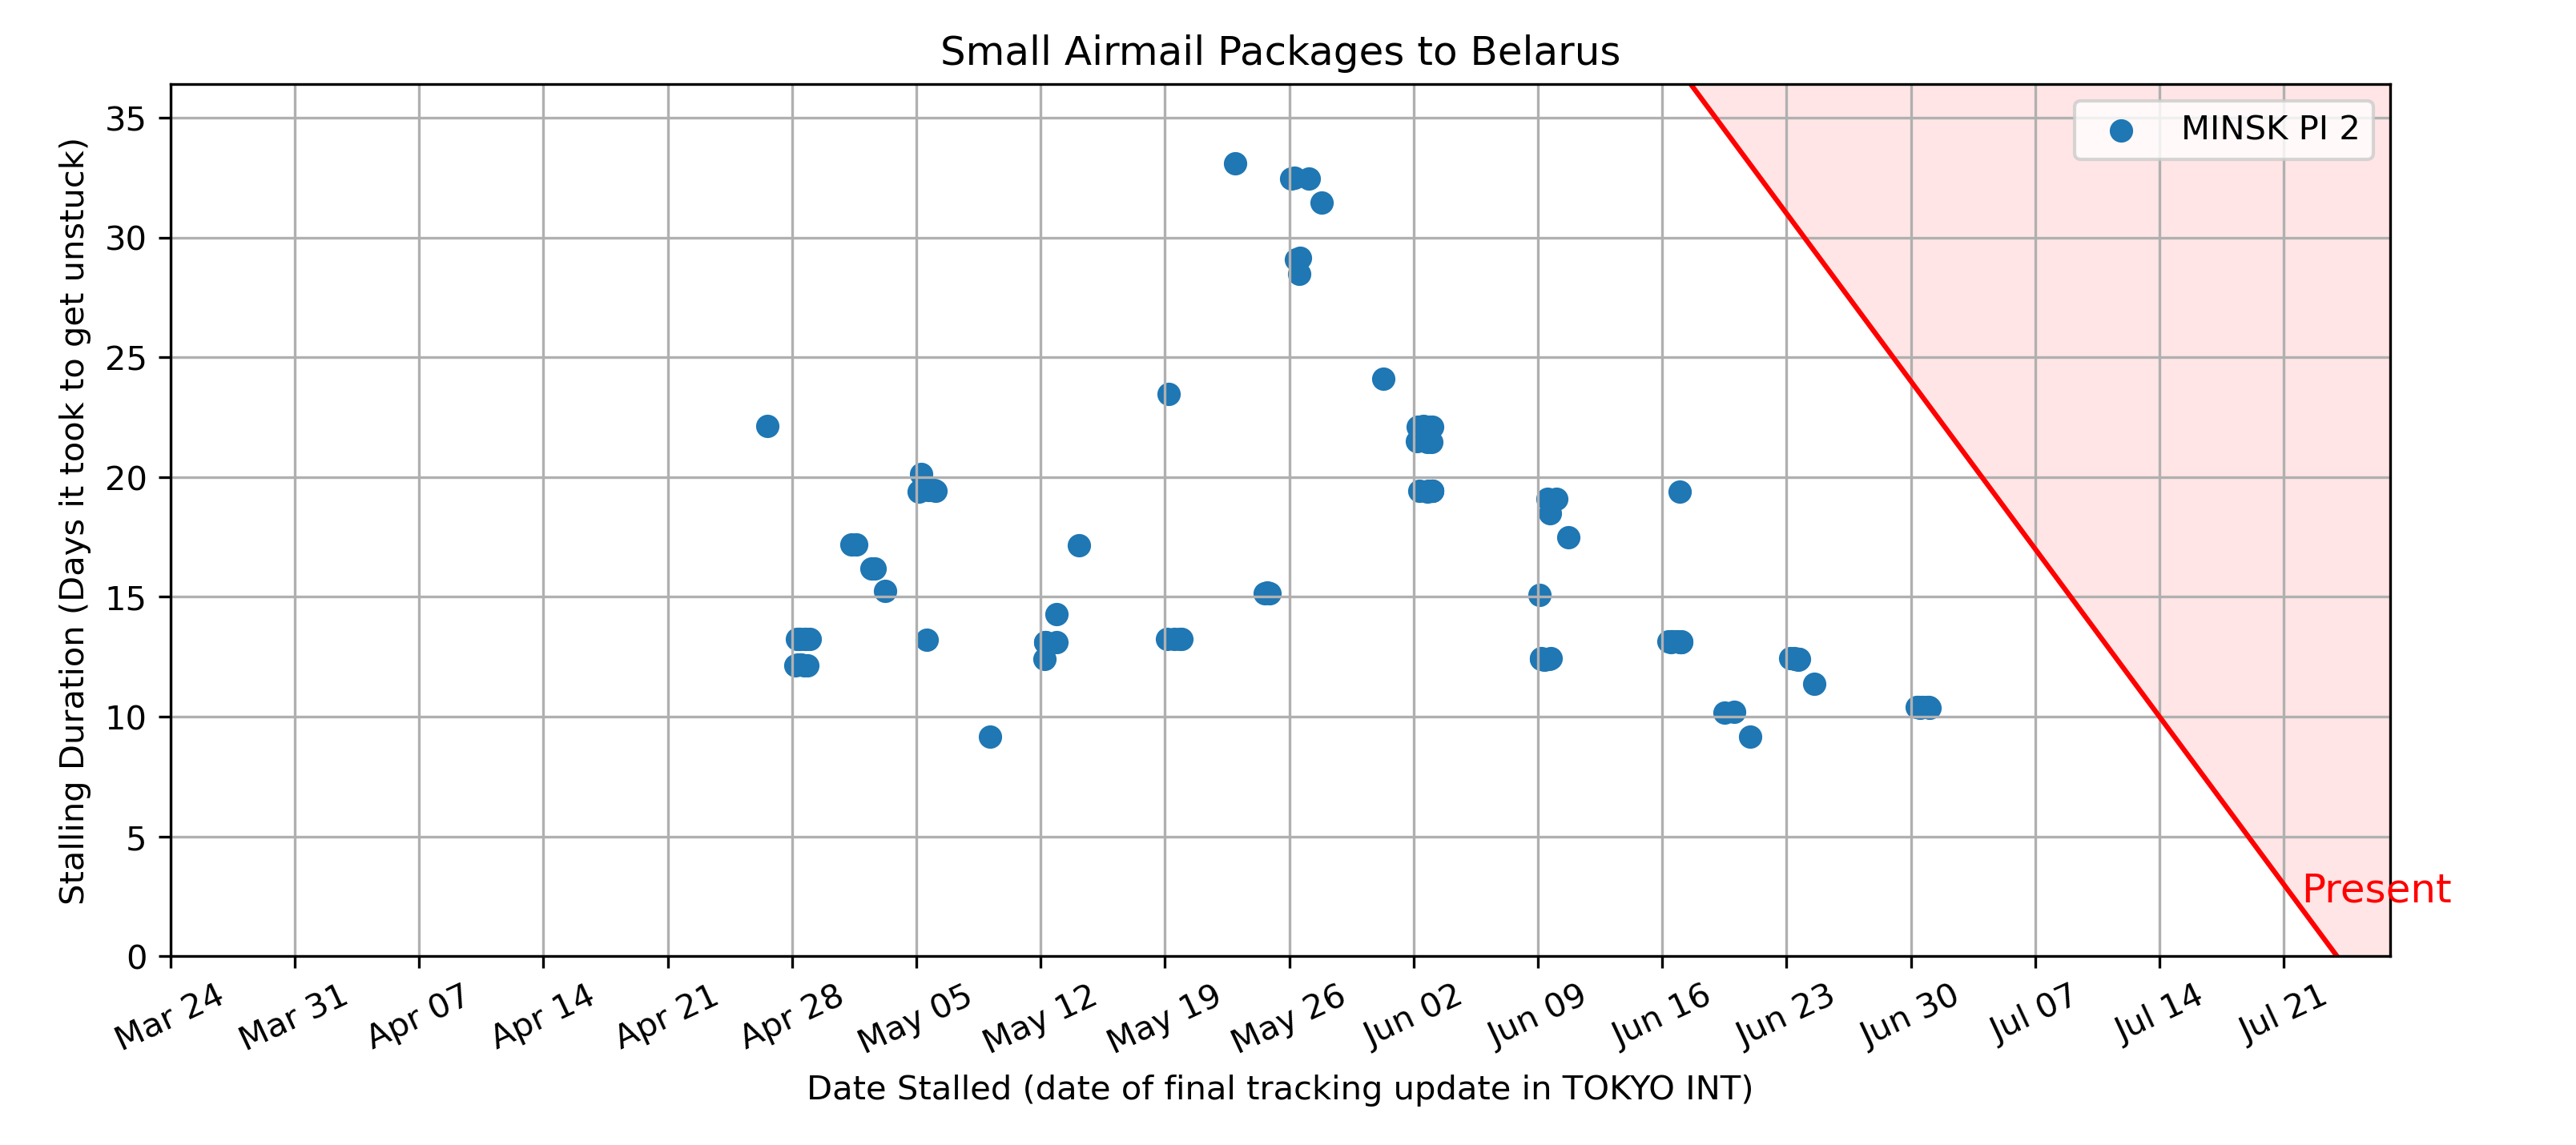 Small Airmail Packages to Belarus
MINSK PI 2
Stalling Duration (Days it took to get unstuck)
35
30
25
20
15
10
5
0
Present
Mar 24 Mar 31 Apr 07 Apr 14 Apr 21 Apr 28 May 05 May 12 May 19 May 26 Jun 02 Jun 09 Jun 16 Jun 23 Jun 30 Jul 07 Jul 14 Jul 21
Date Stalled (date of final tracking update in TOKYO INT)